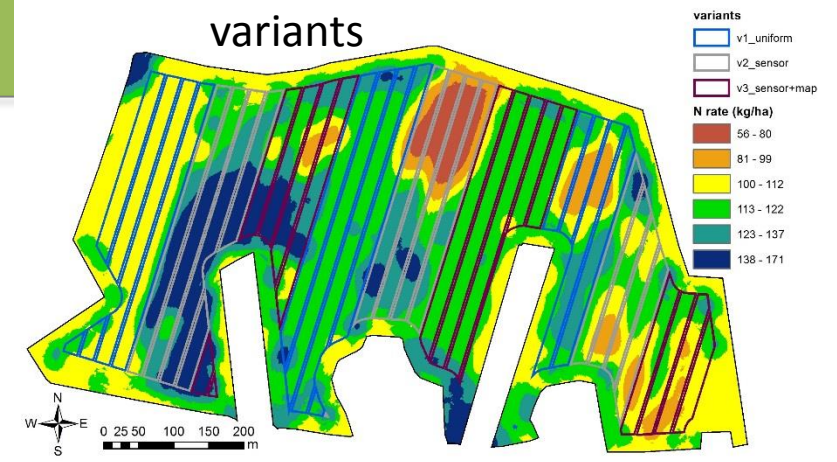 variants
variants
v1_uniform
v2_sensor
v3_sensor+map
N rate (kg/ha)
56 - 80
81 - 99
100 - 112
113 - 122
123 - 137
138 - 171
N
W E
S
0 25 50 100 150 200
m